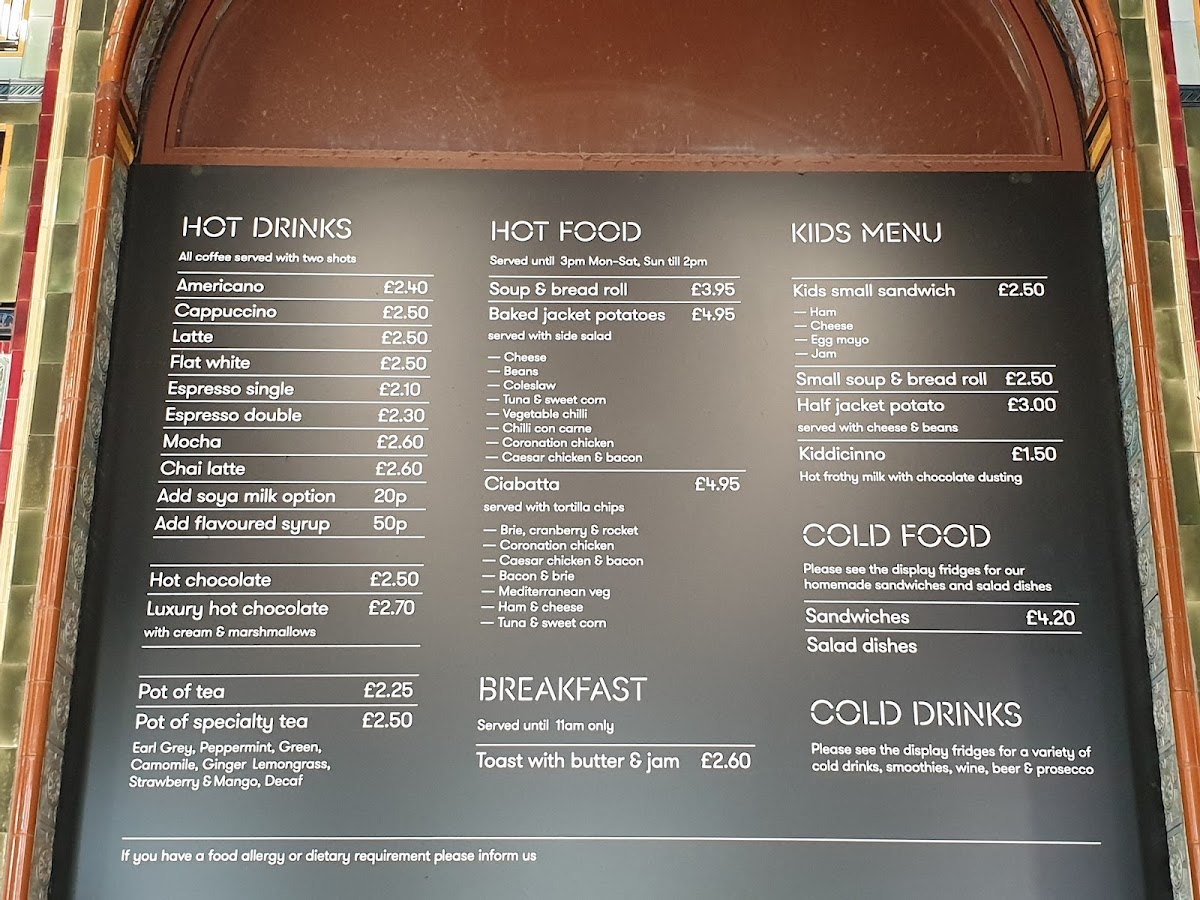 HOT DRINKS
All coffee served with two shots
Americano £2.40
Cappuccino £2.50
Latte £2.50
Flat white £2.50
Espresso single £2.10
Espresso double £2.30
Mocha £2.60
Chai latte £2.60
Add soya milk option 20p
Add flavoured syrup 50p
Hot chocolate £2.50
Luxury hot chocolate £2.70
with cream & marshmallows
Pot of tea £2.25
Pot of specialty tea £2.50
Earl Grey, Peppermint, Green,
Camomile, Ginger Lemongrass,
Strawberry & Mango, Decaf
HOT FOOD
Served until 3pm Mon–Sat, Sun till 2pm
Soup & bread roll £3.95
Baked jacket potatoes £4.95
served with side salad
— Cheese
— Beans
— Coleslaw
— Tuna & sweet corn
— Vegetable chilli
— Chilli con carne
— Coronation chicken
— Caesar chicken & bacon
Ciabatta £4.95
served with tortilla chips
— Brie, cranberry & rocket
— Coronation chicken
— Caesar chicken & bacon
— Bacon & brie
— Mediterranean veg
— Ham & cheese
— Tuna & sweet corn
BREAKFAST
Served until 11am only
Toast with butter & jam £2.60
KIDS MENU
Kids small sandwich £2.50
— Ham
— Cheese
— Egg mayo
— Jam
Small soup & bread roll £2.50
Half jacket potato £3.00
served with cheese & beans
Kiddicinno £1.50
Hot frothy milk with chocolate dusting
COLD FOOD
Please see the display fridges for our
homemade sandwiches and salad dishes
Sandwiches £4.20
Salad dishes
COLD DRINKS
Please see the display fridges for a variety of
cold drinks, smoothies, wine, beer & prosecco
If you have a food allergy or dietary requirement please inform us